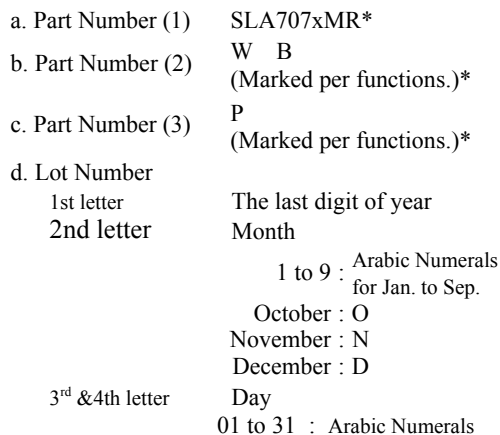 a. Part Number (1) SLA707xMR*
b. Part Number (2) W B
(Marked per functions.)*
c. Part Number (3) P
(Marked per functions.)*
d. Lot Number
1st letter The last digit of year
2nd letter Month
1 to 9 : Arabic Numerals
for Jan. to Sep.
October : O
November : N
December : D
3rd &4th letter Day
01 to 31 : Arabic Numerals